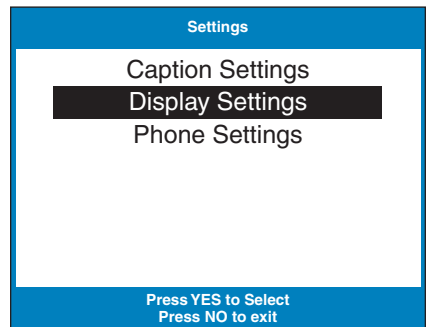 Settings
Caption Settings
Display Settings
Phone Settings
Press YES to Select
Press NO to exit